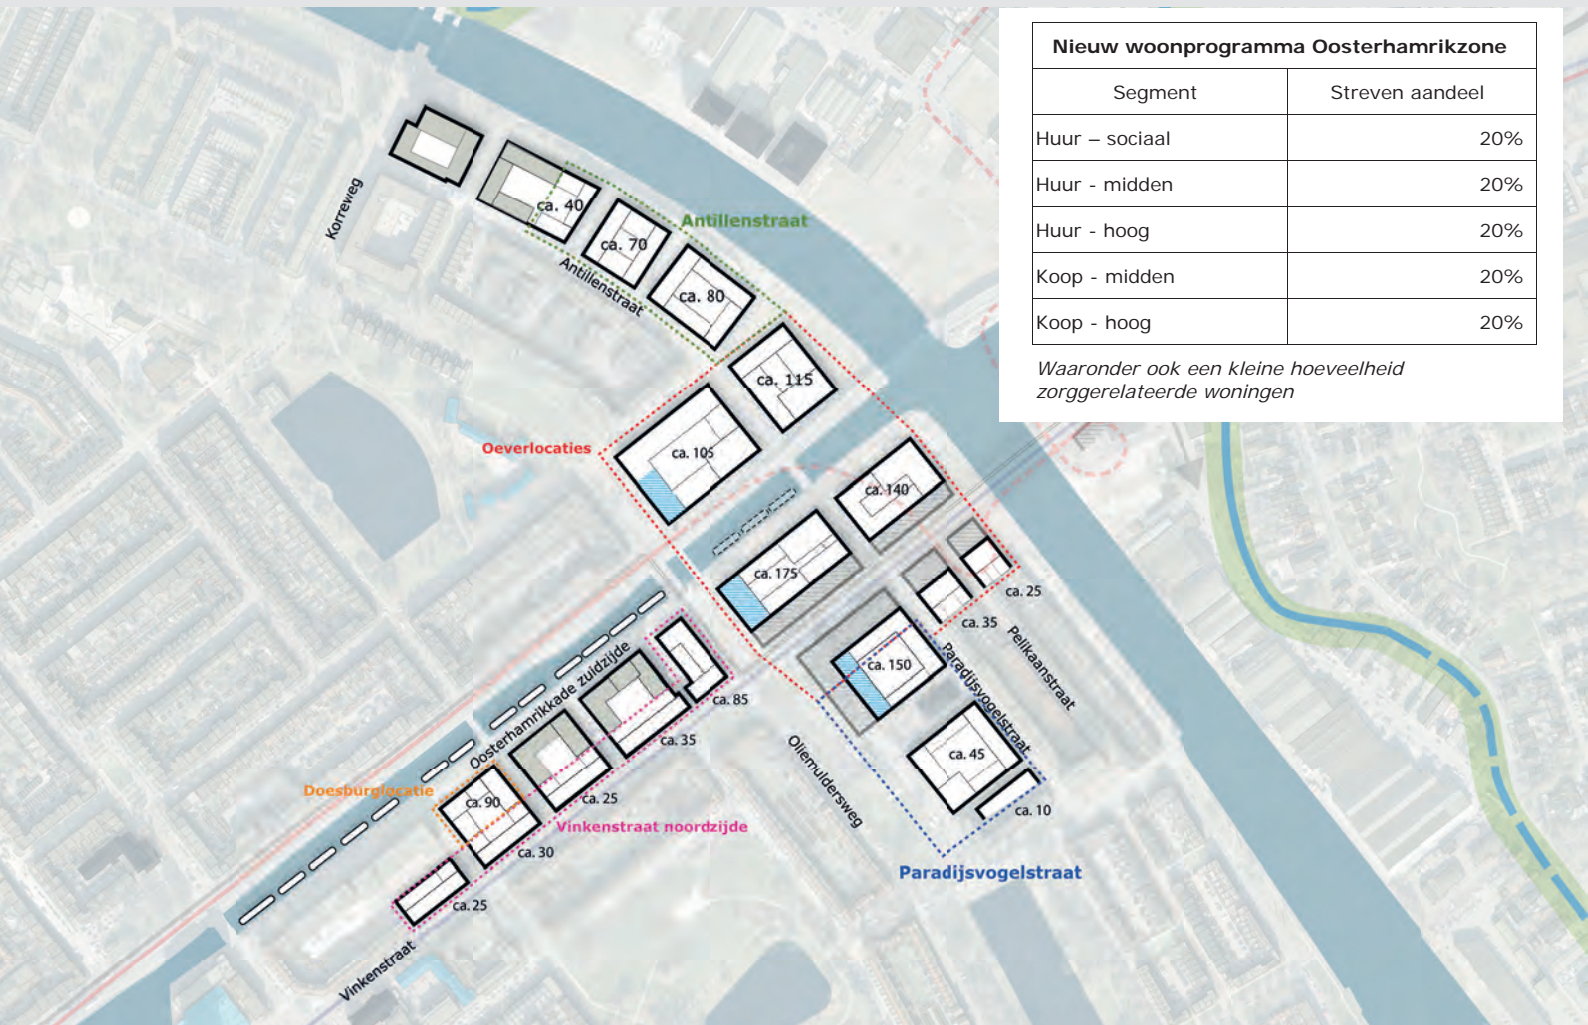 Nieuw woonprogramma Oosterhamrikzone
Segment Streven aandeel
Huur – sociaal 20%
Huur - midden 20%
Huur - hoog 20%
Koop - midden 20%
Koop - hoog 20%
Waaronder ook een kleine hoeveelheid
zorggerelateerde woningen
Korreweg
ca. 40
Antillenstraat
ca. 70
Antillenstraat
ca. 80
ca. 115
Oeverlocaties
ca. 105
ca. 140
ca. 175
ca. 25
ca. 35
Pelikaanstraat
Paradijsvogelstraat
ca. 150
Oosterhamrikkade zuidzijde
ca. 85
ca. 35
Oliemuldersweg
ca. 45
Doesburglocatie
ca. 90
ca. 25
ca. 10
Vinkenstraat noordzijde
ca. 30
Paradijsvogelstraat
ca. 25
Vinkenstraat